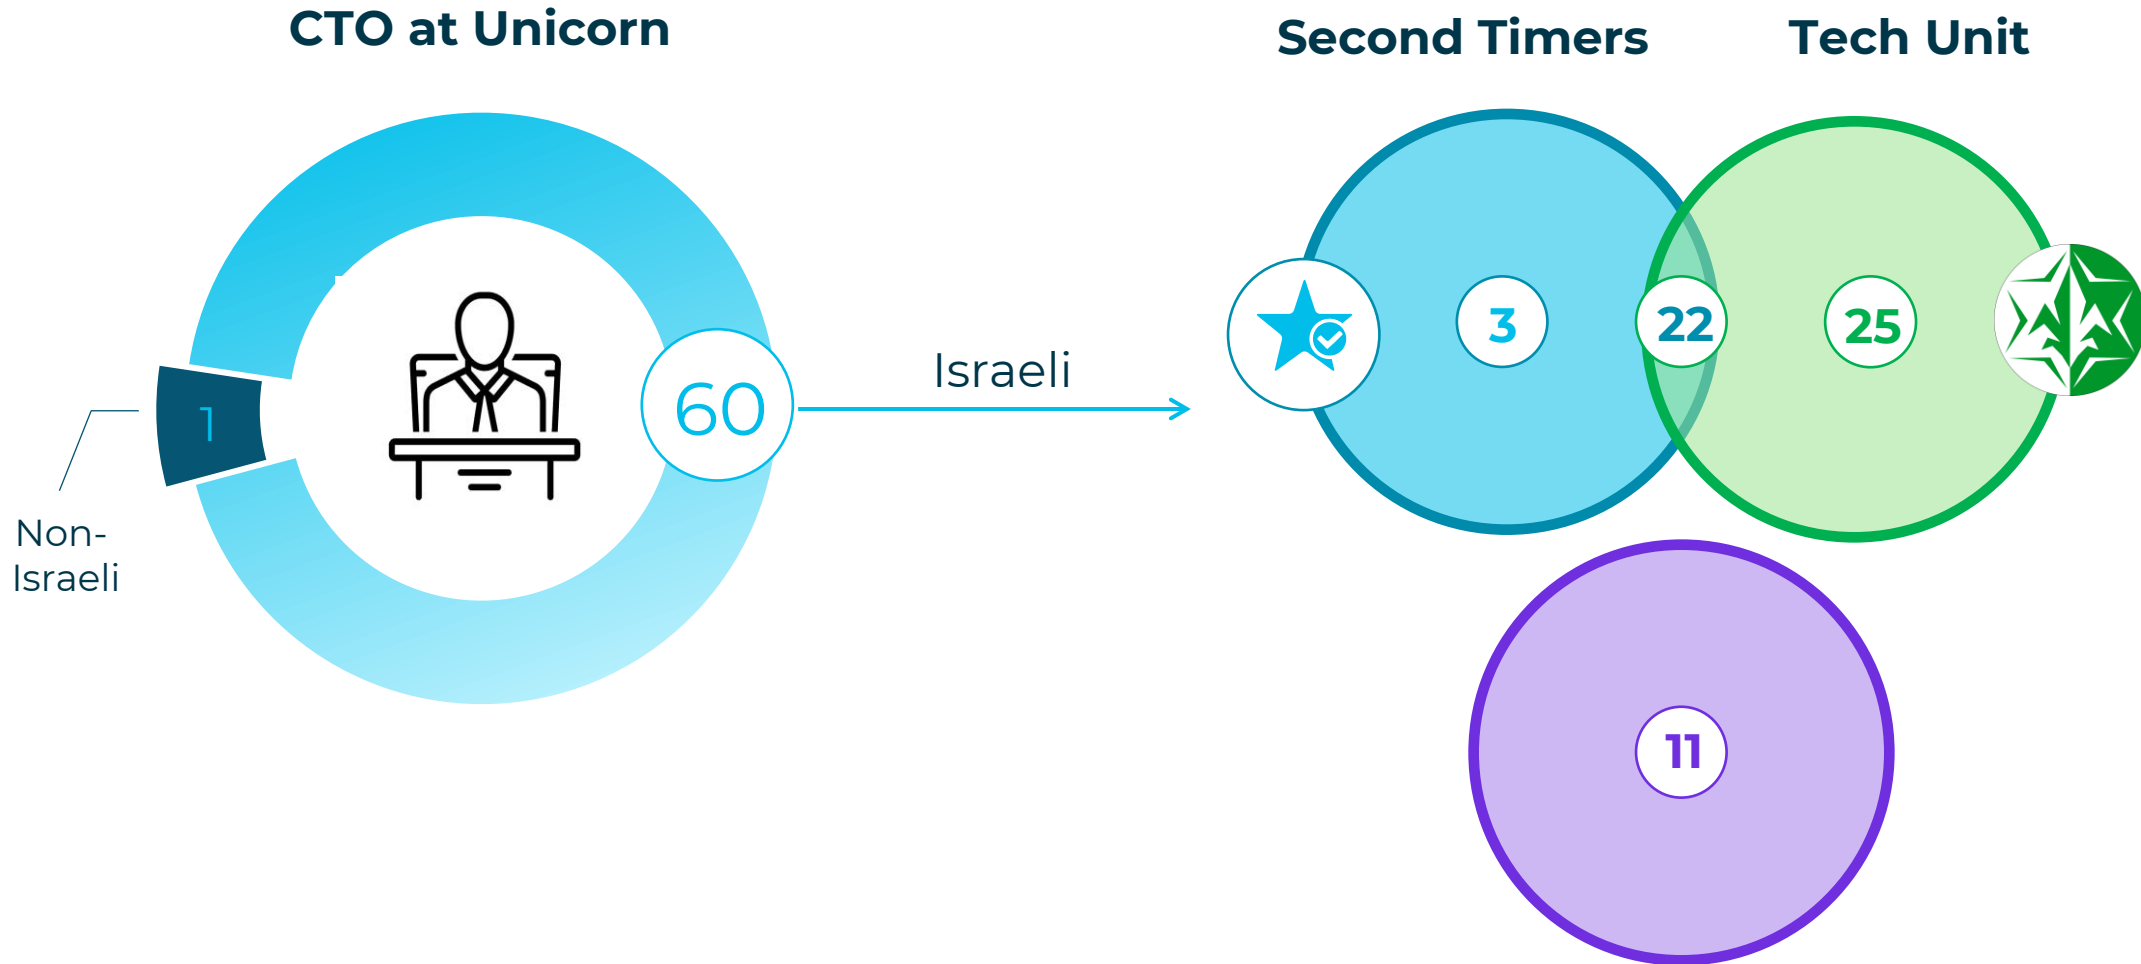 CTO at Unicorn
Second Timers
Tech Unit
1
Non-
Israeli
60
Israeli
3
22
25
11